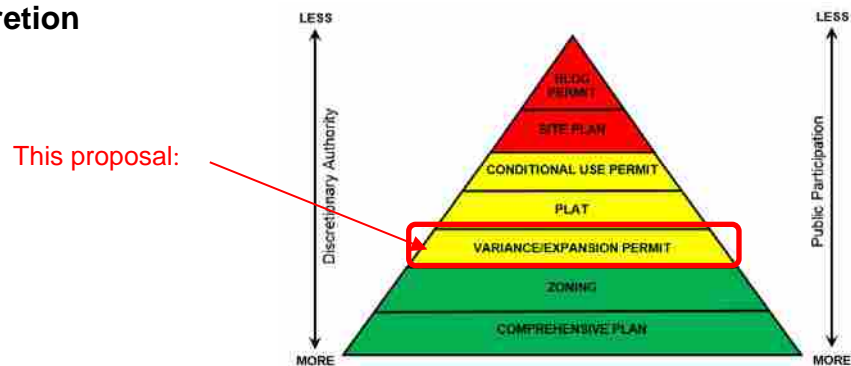 retion
LESS
LESS
This proposal:
Discretionary Authority
Public Participation
BLDG
PERMIT
SITE PLAN
CONDITIONAL USE PERMIT
PLAT
VARIANCE/EXPANSION PERMIT
ZONING
COMPREHENSIVE PLAN
MORE
MORE